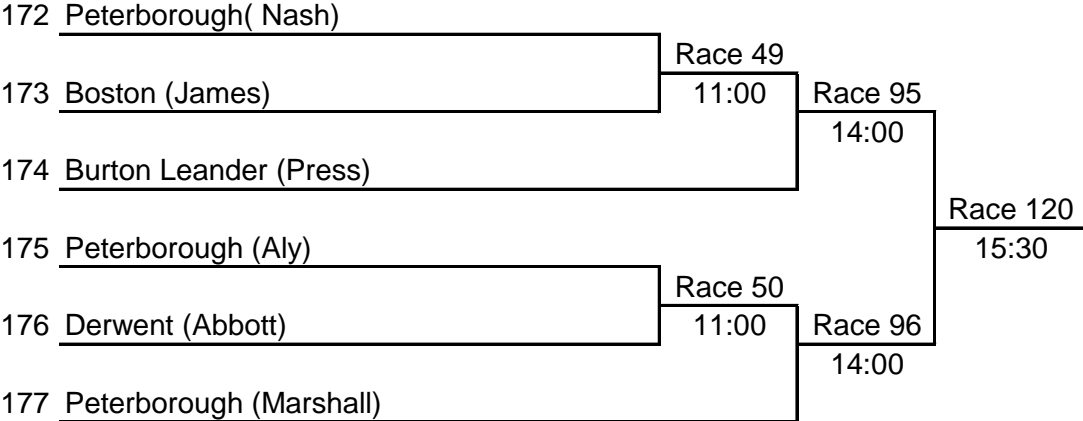 172 Peterborough( Nash)
Race 49
173 Boston (James) 11:00 Race 95
14:00
174 Burton Leander (Press)
Race 120
175 Peterborough (Aly) 15:30
Race 50
176 Derwent (Abbott) 11:00 Race 96
14:00
177 Peterborough (Marshall)